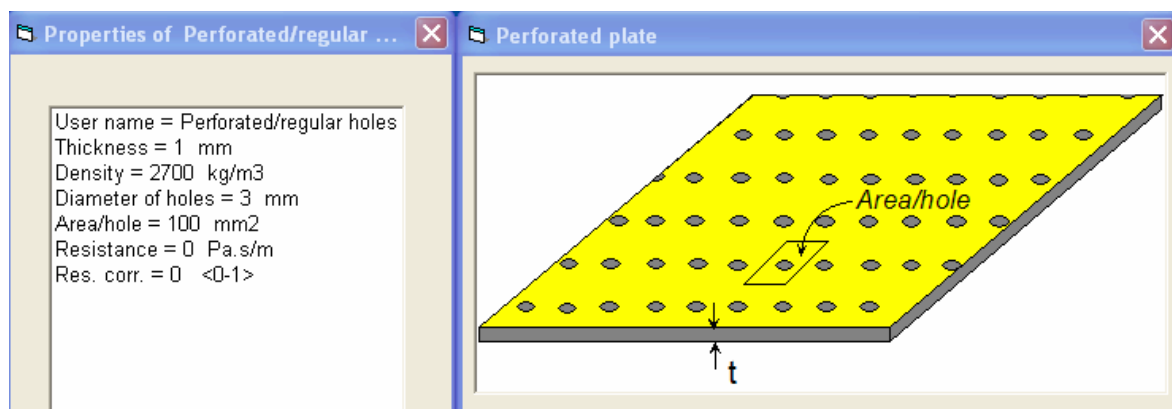 Properties of Perforated/regular ...
User name = Perforated/regular holes
Thickness = 1 mm
Density = 2700 kg/m3
Diameter of holes = 3 mm
Area/hole = 100 mm2
Resistance = 0 Pa.s/m
Res. corr. = 0 <0-1>
Perforated plate
Area/hole
t